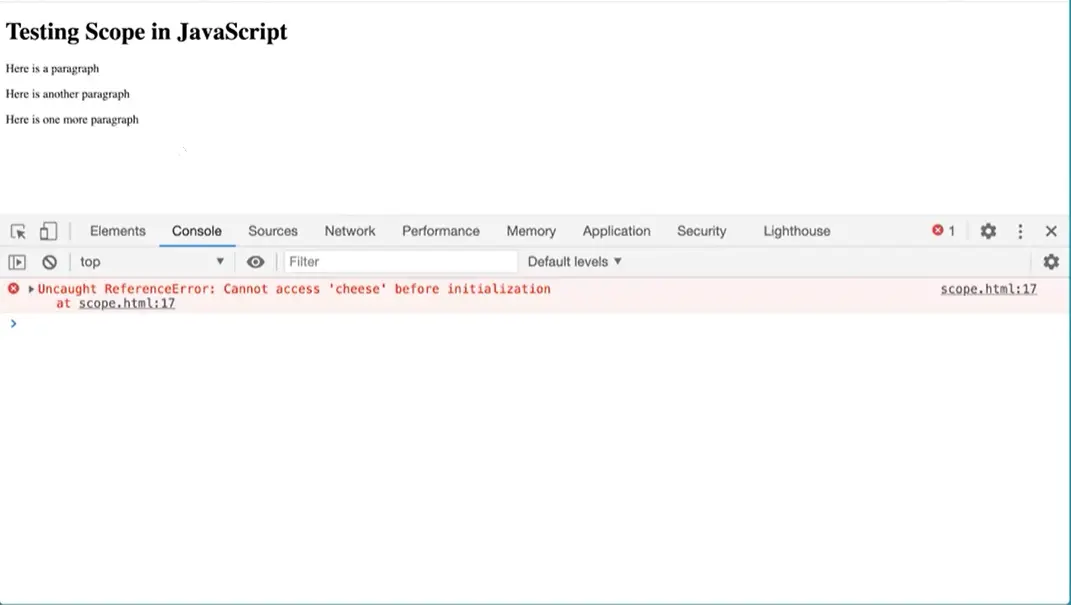 Testing Scope in JavaScript
Here is a paragraph
Here is another paragraph
Here is one more paragraph
Elements Console Sources Network Performance Memory Application Security Lighthouse 1
top Filter Default levels
Uncaught ReferenceError: Cannot access 'cheese' before initialization scope.html:17
at scope.html:17